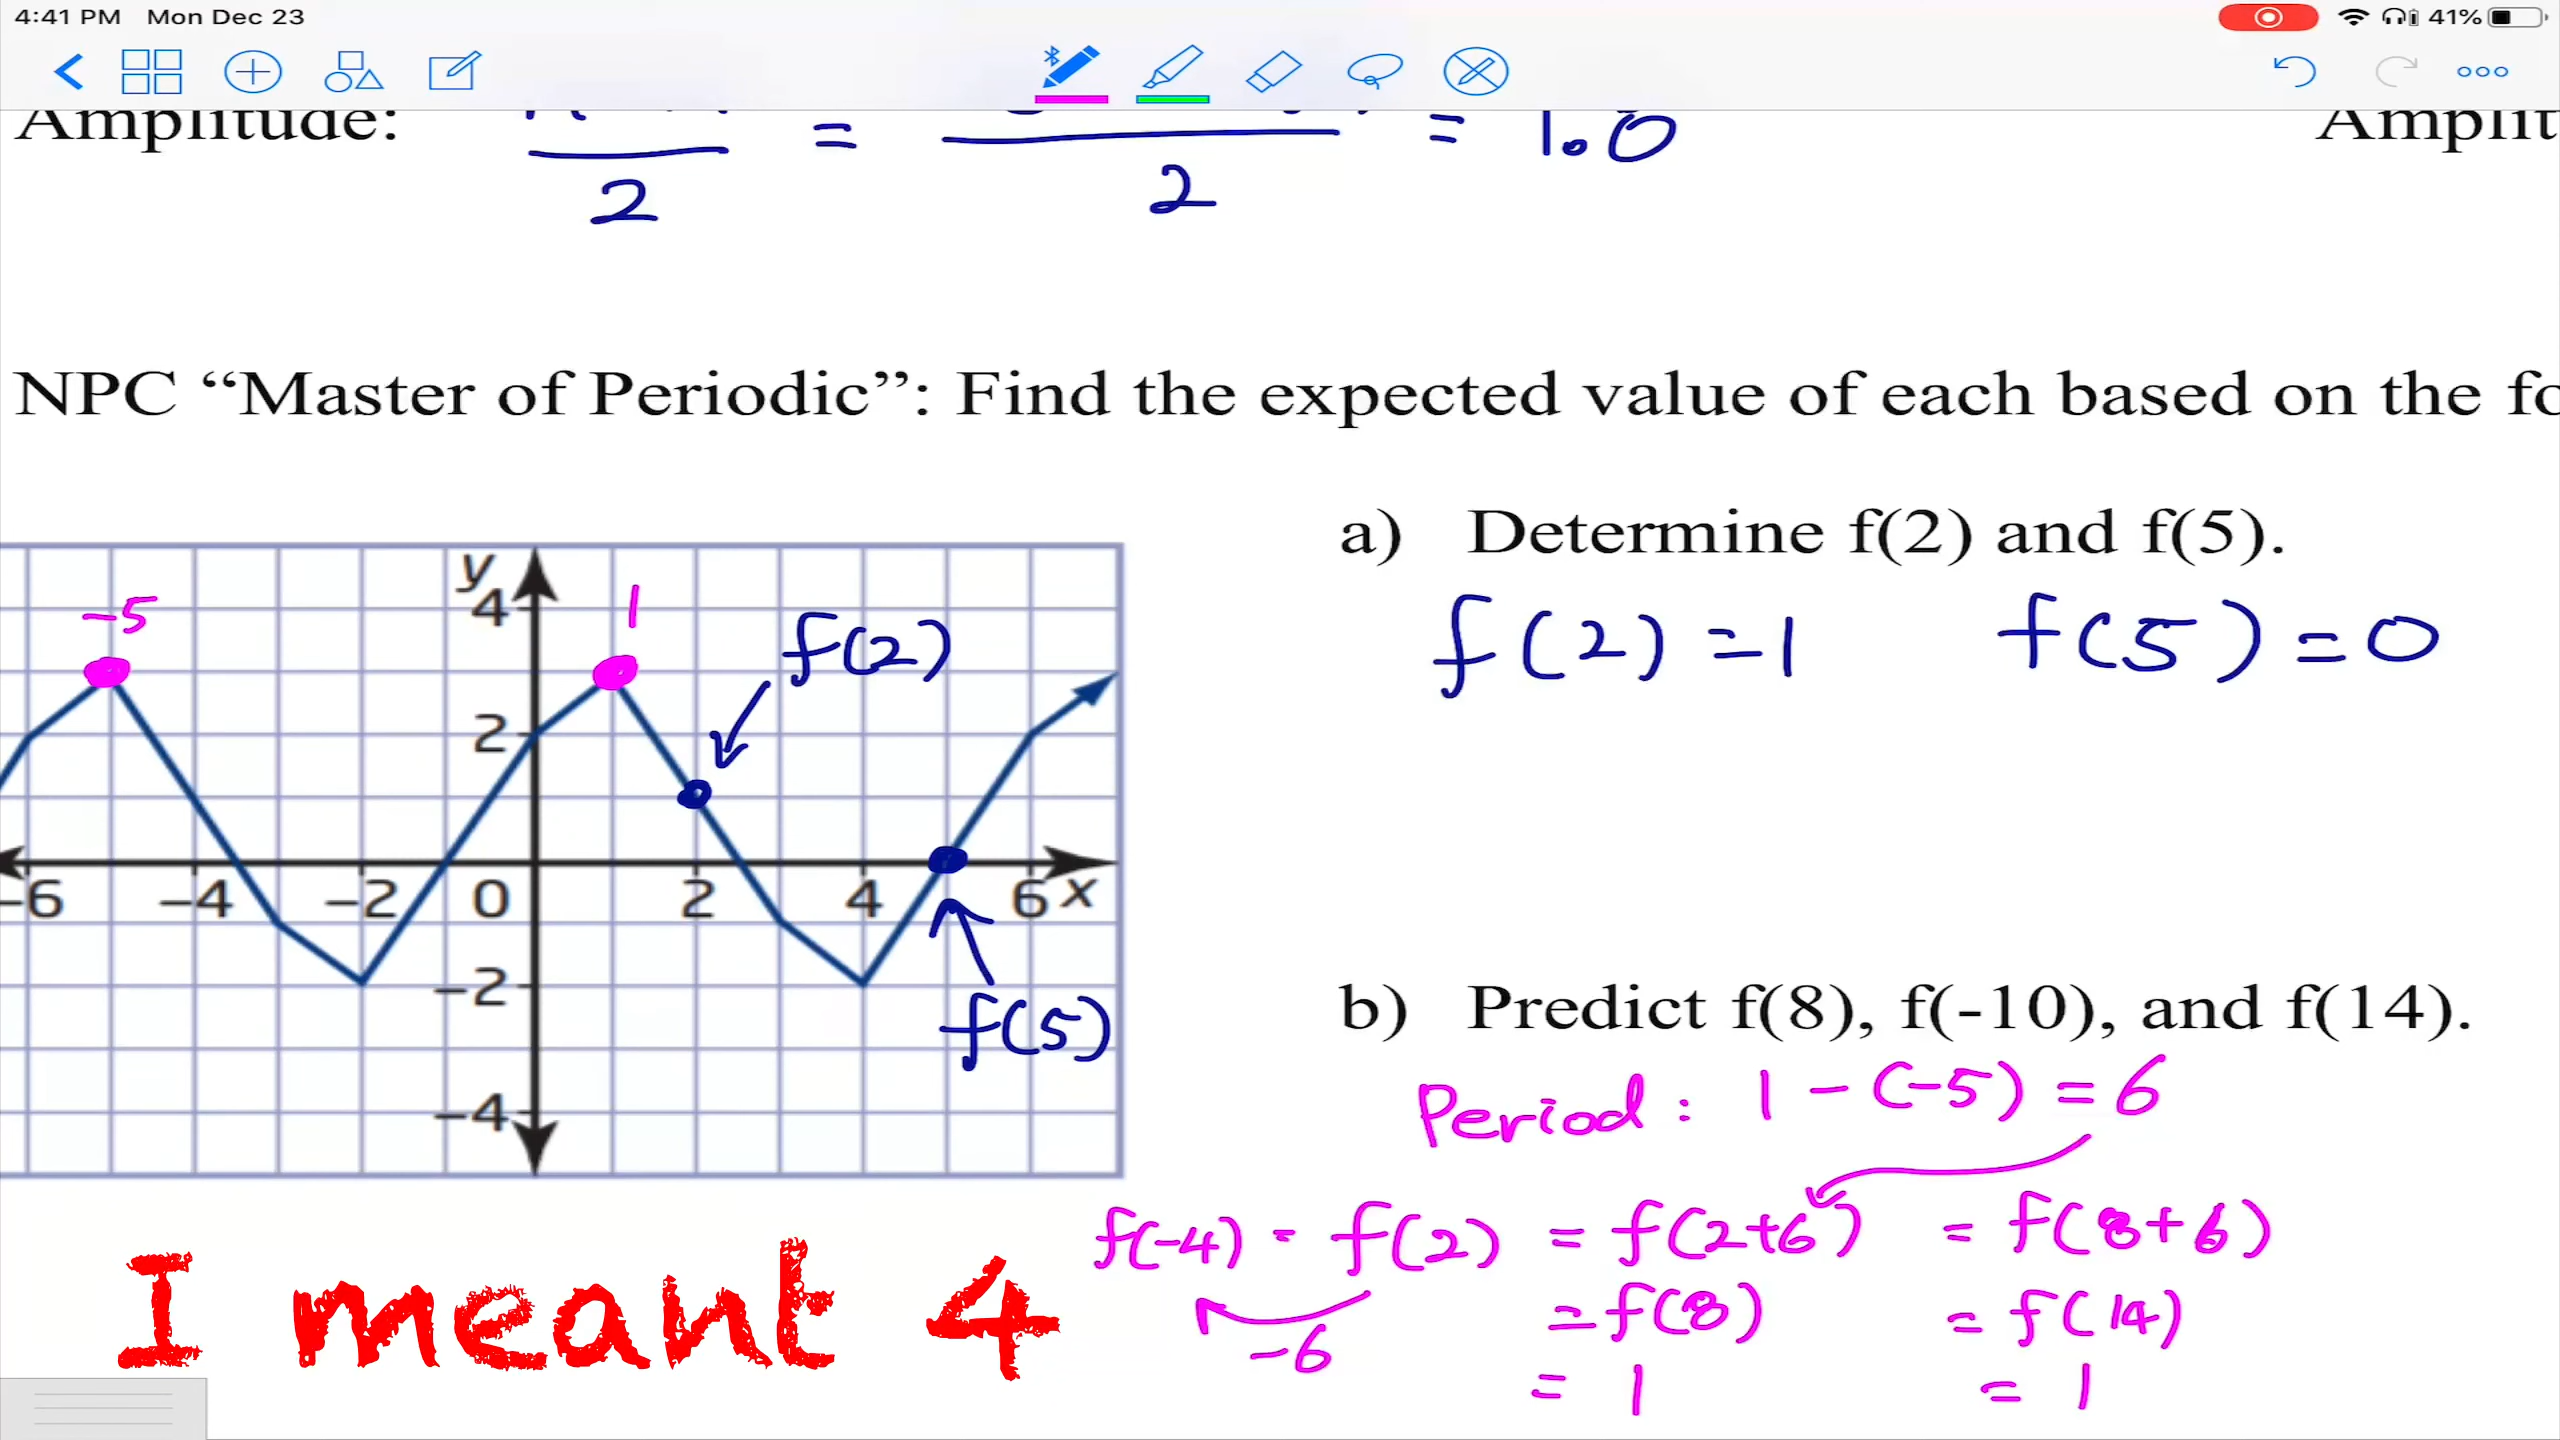 4:41 PM Mon Dec 23 41%
Amplitude: = = 1.0 Amplit
2 2
NPC “Master of Periodic”: Find the expected value of each based on the fo
a) Determine f(2) and f(5).
f(2) = 1 f(5) = 0
y
4
-5 1
f(2)
2
-6 -4 -2 0 2 4 6 x
-2
f(5)
-4
b) Predict f(8), f(-10), and f(14).
Period: 1 - (-5) = 6
f(-4) = f(2) = f(2+6) = f(8+6)
-6 = f(8) = f(14)
= 1 = 1
I meant 4